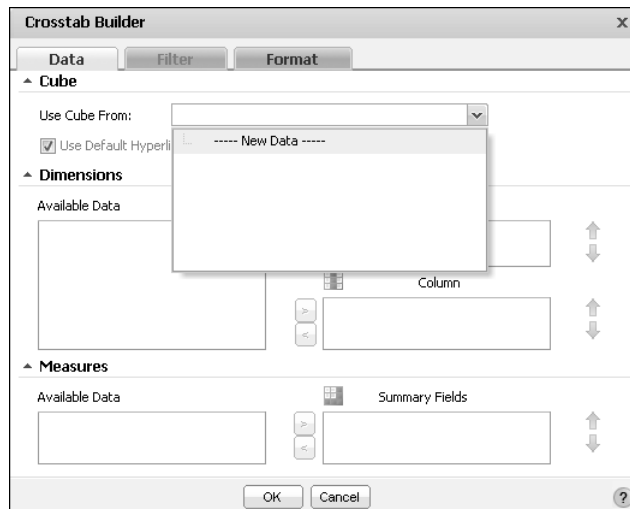 Crosstab Builder
x
Data
Filter
Format
Cube
Use Cube From:
----- New Data -----
Use Default Hyperli
Dimensions
Available Data
Column
>
<
Measures
Available Data
Summary Fields
>
<
OK
Cancel
?